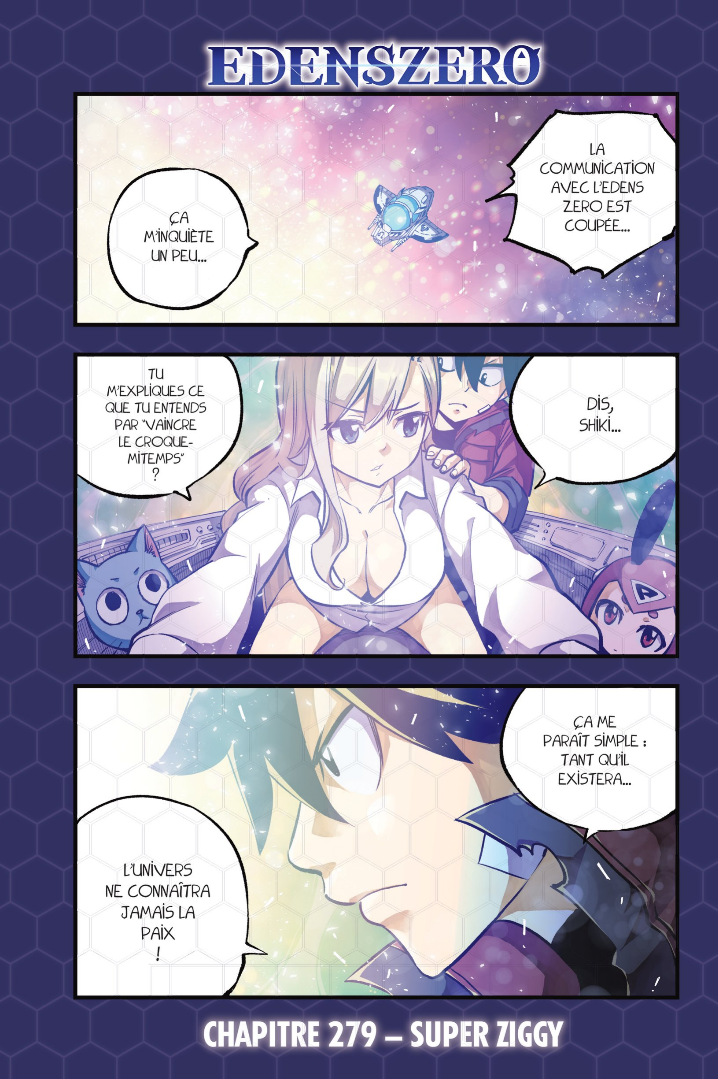 EDENSZERO
LA
COMMUNICATION
AVEC L'EDENS
ZERO EST
COUPÉE...
ÇA
M'INQUIÈTE
UN PEU...
DIS,
SHIKI...
TU
M'EXPLIQUES CE
QUE TU ENTENDS
PAR "VAINCRE
LE CROQUE-
MITEMPS"
?
ÇA ME
PARAÎT SIMPLE :
TANT QU'IL
EXISTERA...
L'UNIVERS
NE CONNAÎTRA
JAMAIS LA
PAIX
!
CHAPITRE 279 – SUPER ZIGGY